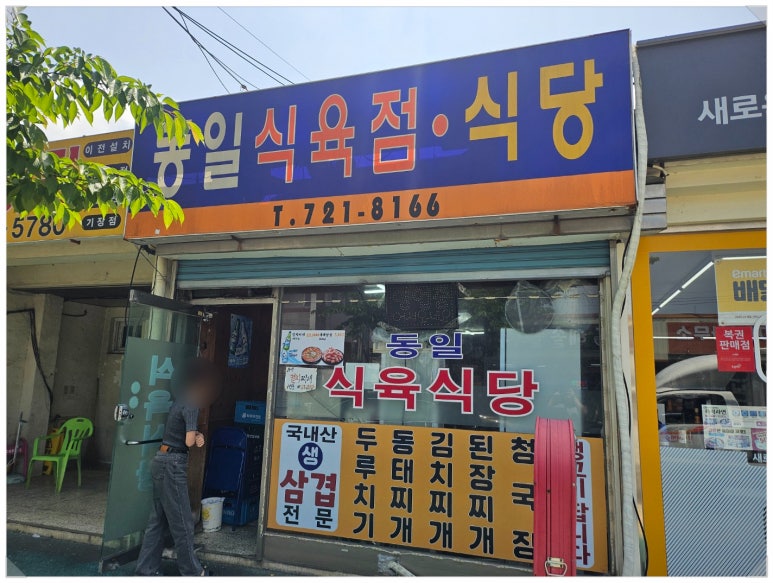 동일식육점·식당
T.721-8166
이전설치
5780
기장점
새로
동일
식육식당
국내산
생
삼겹
전문
두루치기
동태찌개
김치찌개
된장찌개
청국장
복권
판매점